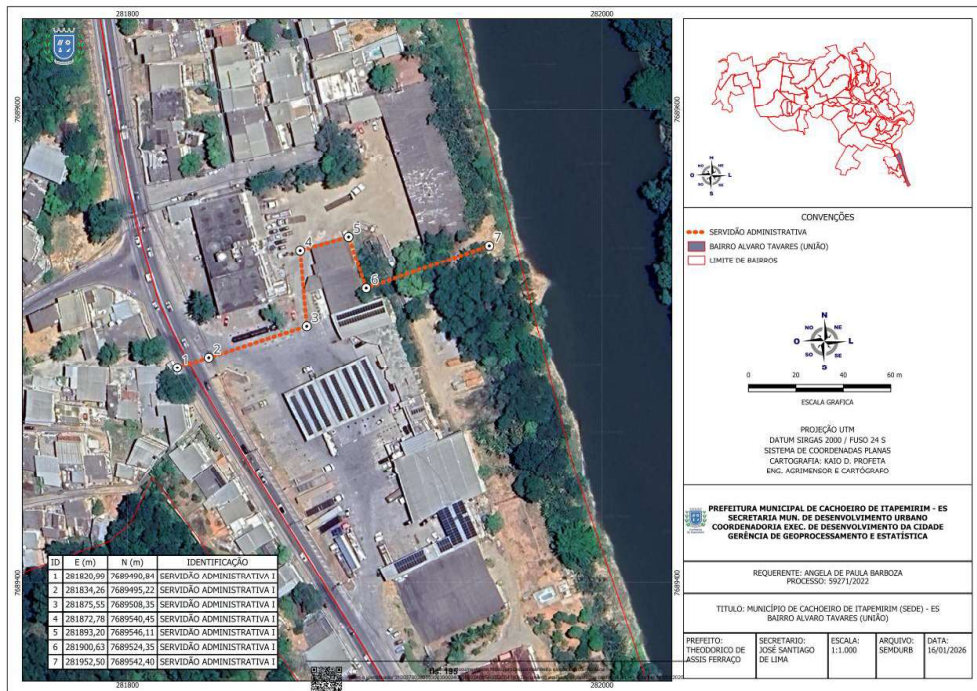 281800
282000
7689600
7689600
7689400
7689400
281800
282000
1
2
3
4
5
6
7
ID E (m) N (m) IDENTIFICAÇÃO
1 281820,99 7689490,84 SERVIDÃO ADMINISTRATIVA I
2 281834,26 7689495,22 SERVIDÃO ADMINISTRATIVA I
3 281875,55 7689508,35 SERVIDÃO ADMINISTRATIVA I
4 281872,78 7689540,45 SERVIDÃO ADMINISTRATIVA I
5 281893,20 7689546,11 SERVIDÃO ADMINISTRATIVA I
6 281900,63 7689524,35 SERVIDÃO ADMINISTRATIVA I
7 281952,50 7689542,40 SERVIDÃO ADMINISTRATIVA I
N
NO NE
O L
SO SE
S
CONVENÇÕES
SERVIDÃO ADMINISTRATIVA
BAIRRO ALVARO TAVARES (UNIÃO)
LIMITE DE BAIRROS
N
NO NE
O L
SO SE
S
0 20 40 60 m
ESCALA GRAFICA
PROJEÇÃO UTM
DATUM SIRGAS 2000 / FUSO 24 S
SISTEMA DE COORDENADAS PLANAS
CARTOGRAFIA: KAIO D. PROFETA
ENG. AGRIMENSOR E CARTÓGRAFO
PREFEITURA MUNICIPAL DE CACHOEIRO DE ITAPEMIRIM - ES
SECRETARIA MUN. DE DESENVOLVIMENTO URBANO
COORDENADORIA EXEC. DE DESENVOLVIMENTO DA CIDADE
GERÊNCIA DE GEOPROCESSAMENTO E ESTATÍSTICA
REQUERENTE: ANGELA DE PAULA BARBOZA
PROCESSO: 59271/2022
TITULO: MUNICÍPIO DE CACHOEIRO DE ITAPEMIRIM (SEDE) - ES
BAIRRO ALVARO TAVARES (UNIÃO)
PREFEITO:
THEODORICO DE
ASSIS FERRAÇO
SECRETARIO:
JOSÉ SANTIAGO
DE LIMA
ESCALA:
1:1.000
ARQUIVO:
SEMDURB
DATA:
16/01/2026